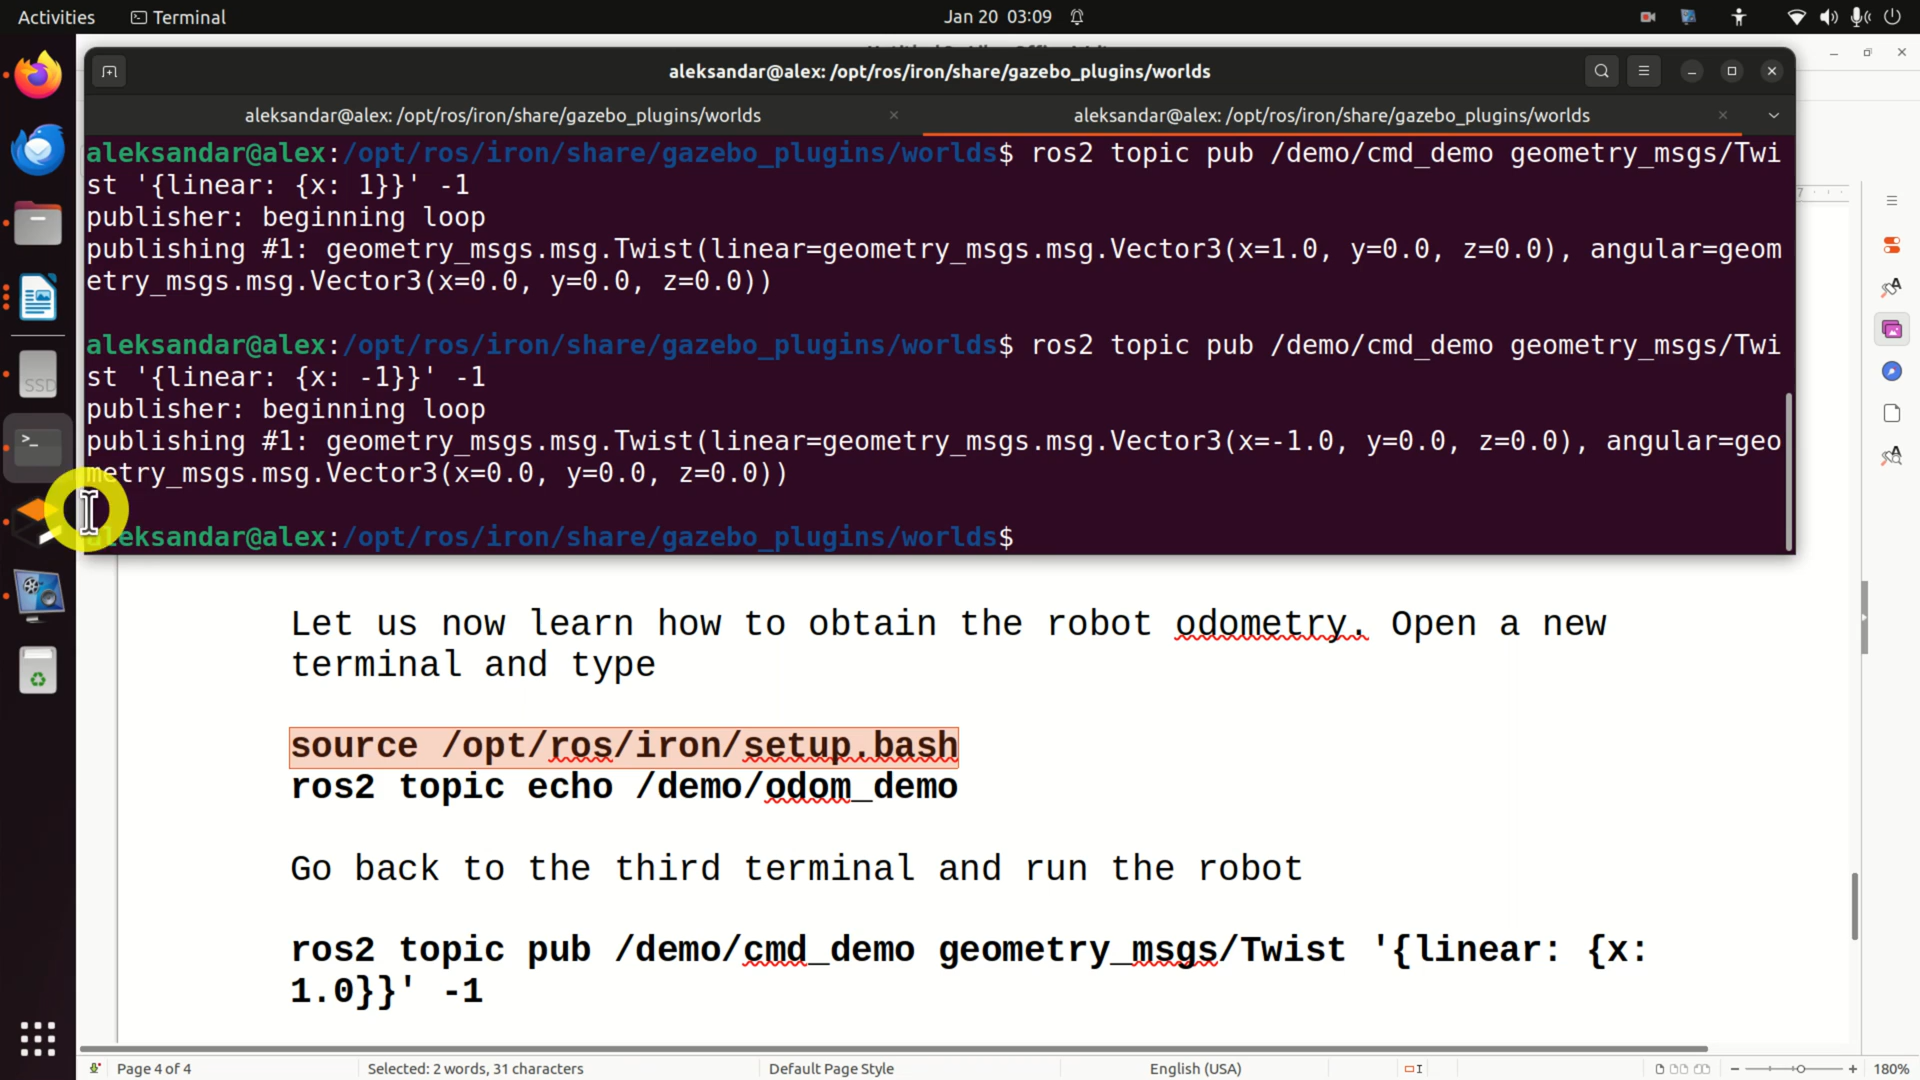 Activities
Terminal
Jan 20 03:09
aleksandar@alex: /opt/ros/iron/share/gazebo_plugins/worlds
aleksandar@alex: /opt/ros/iron/share/gazebo_plugins/worlds
aleksandar@alex: /opt/ros/iron/share/gazebo_plugins/worlds
aleksandar@alex:/opt/ros/iron/share/gazebo_plugins/worlds$ ros2 topic pub /demo/cmd_demo geometry_msgs/Twi
st '{linear: {x: 1}}' -1
publisher: beginning loop
publishing #1: geometry_msgs.msg.Twist(linear=geometry_msgs.msg.Vector3(x=1.0, y=0.0, z=0.0), angular=geom
etry_msgs.msg.Vector3(x=0.0, y=0.0, z=0.0))
aleksandar@alex:/opt/ros/iron/share/gazebo_plugins/worlds$ ros2 topic pub /demo/cmd_demo geometry_msgs/Twi
st '{linear: {x: -1}}' -1
publisher: beginning loop
publishing #1: geometry_msgs.msg.Twist(linear=geometry_msgs.msg.Vector3(x=-1.0, y=0.0, z=0.0), angular=geo
metry_msgs.msg.Vector3(x=0.0, y=0.0, z=0.0))
aleksandar@alex:/opt/ros/iron/share/gazebo_plugins/worlds$
SSD
Let us now learn how to obtain the robot odometry. Open a new
terminal and type
source /opt/ros/iron/setup.bash
ros2 topic echo /demo/odom_demo
Go back to the third terminal and run the robot
ros2 topic pub /demo/cmd_demo geometry_msgs/Twist '{linear: {x:
1.0}}' -1
Page 4 of 4
Selected: 2 words, 31 characters
Default Page Style
English (USA)
180%